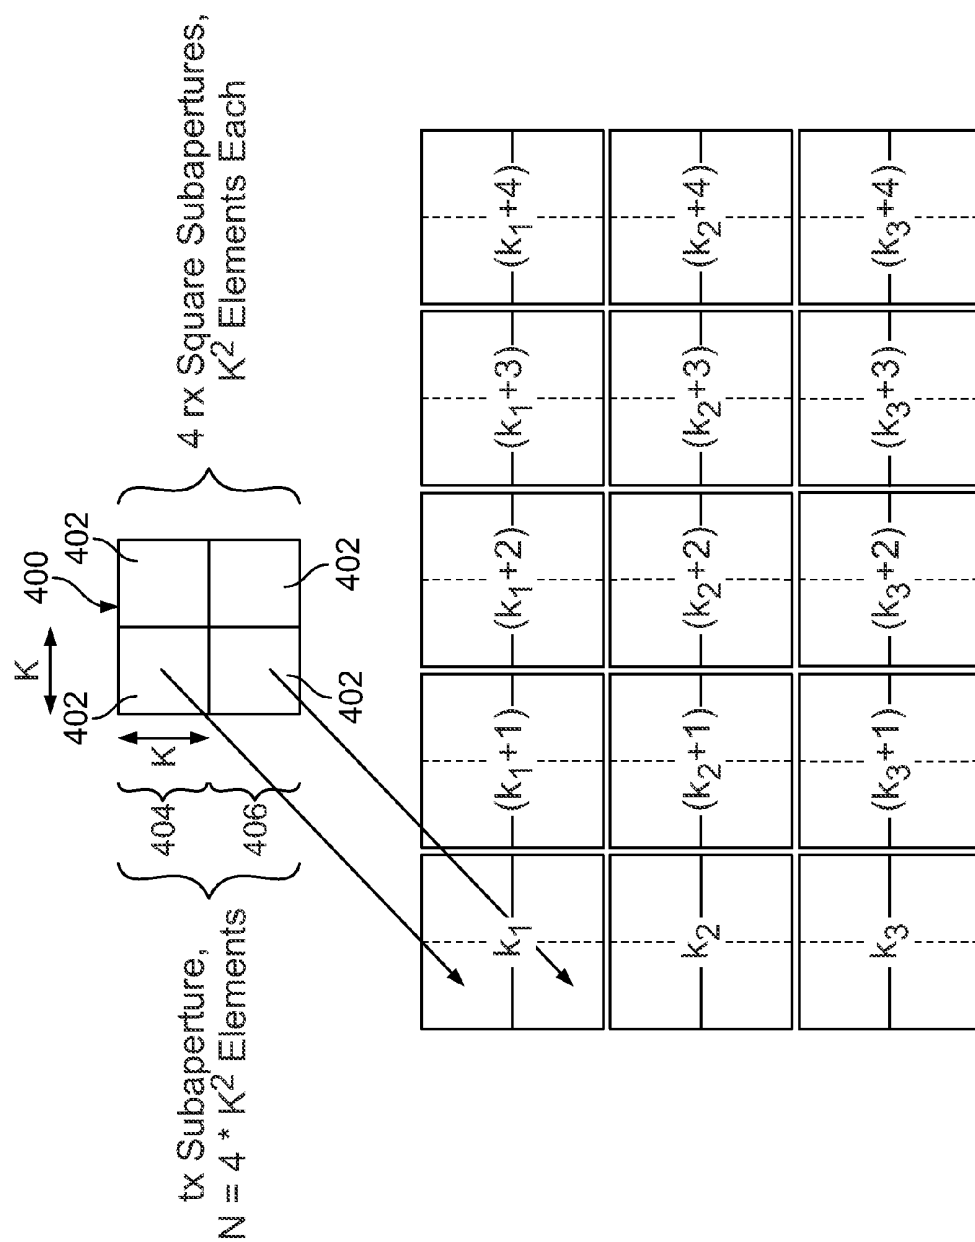 tx Subaperture,
N = 4 * K² Elements
404
406
K
K
400
402
402
402
402
4 rx Square Subapertures,
K² Elements Each
k₁
(k₁+1)
(k₁+2)
(k₁+3)
(k₁+4)
k₂
(k₂+1)
(k₂+2)
(k₂+3)
(k₂+4)
k₃
(k₃+1)
(k₃+2)
(k₃+3)
(k₃+4)